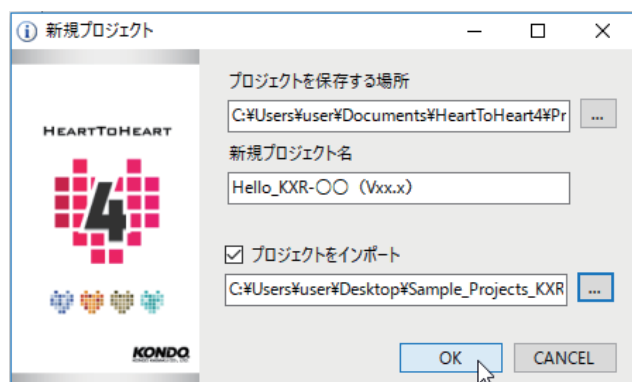 新規プロジェクト
プロジェクトを保存する場所
C:¥Users¥user¥Documents¥HeartToHeart4¥Pr
...
新規プロジェクト名
Hello_KXR-〇〇（Vxx.x）
プロジェクトをインポート
C:¥Users¥user¥Desktop¥Sample_Projects_KXR
...
OK
CANCEL
HEARTTOHEART
4
KONDO